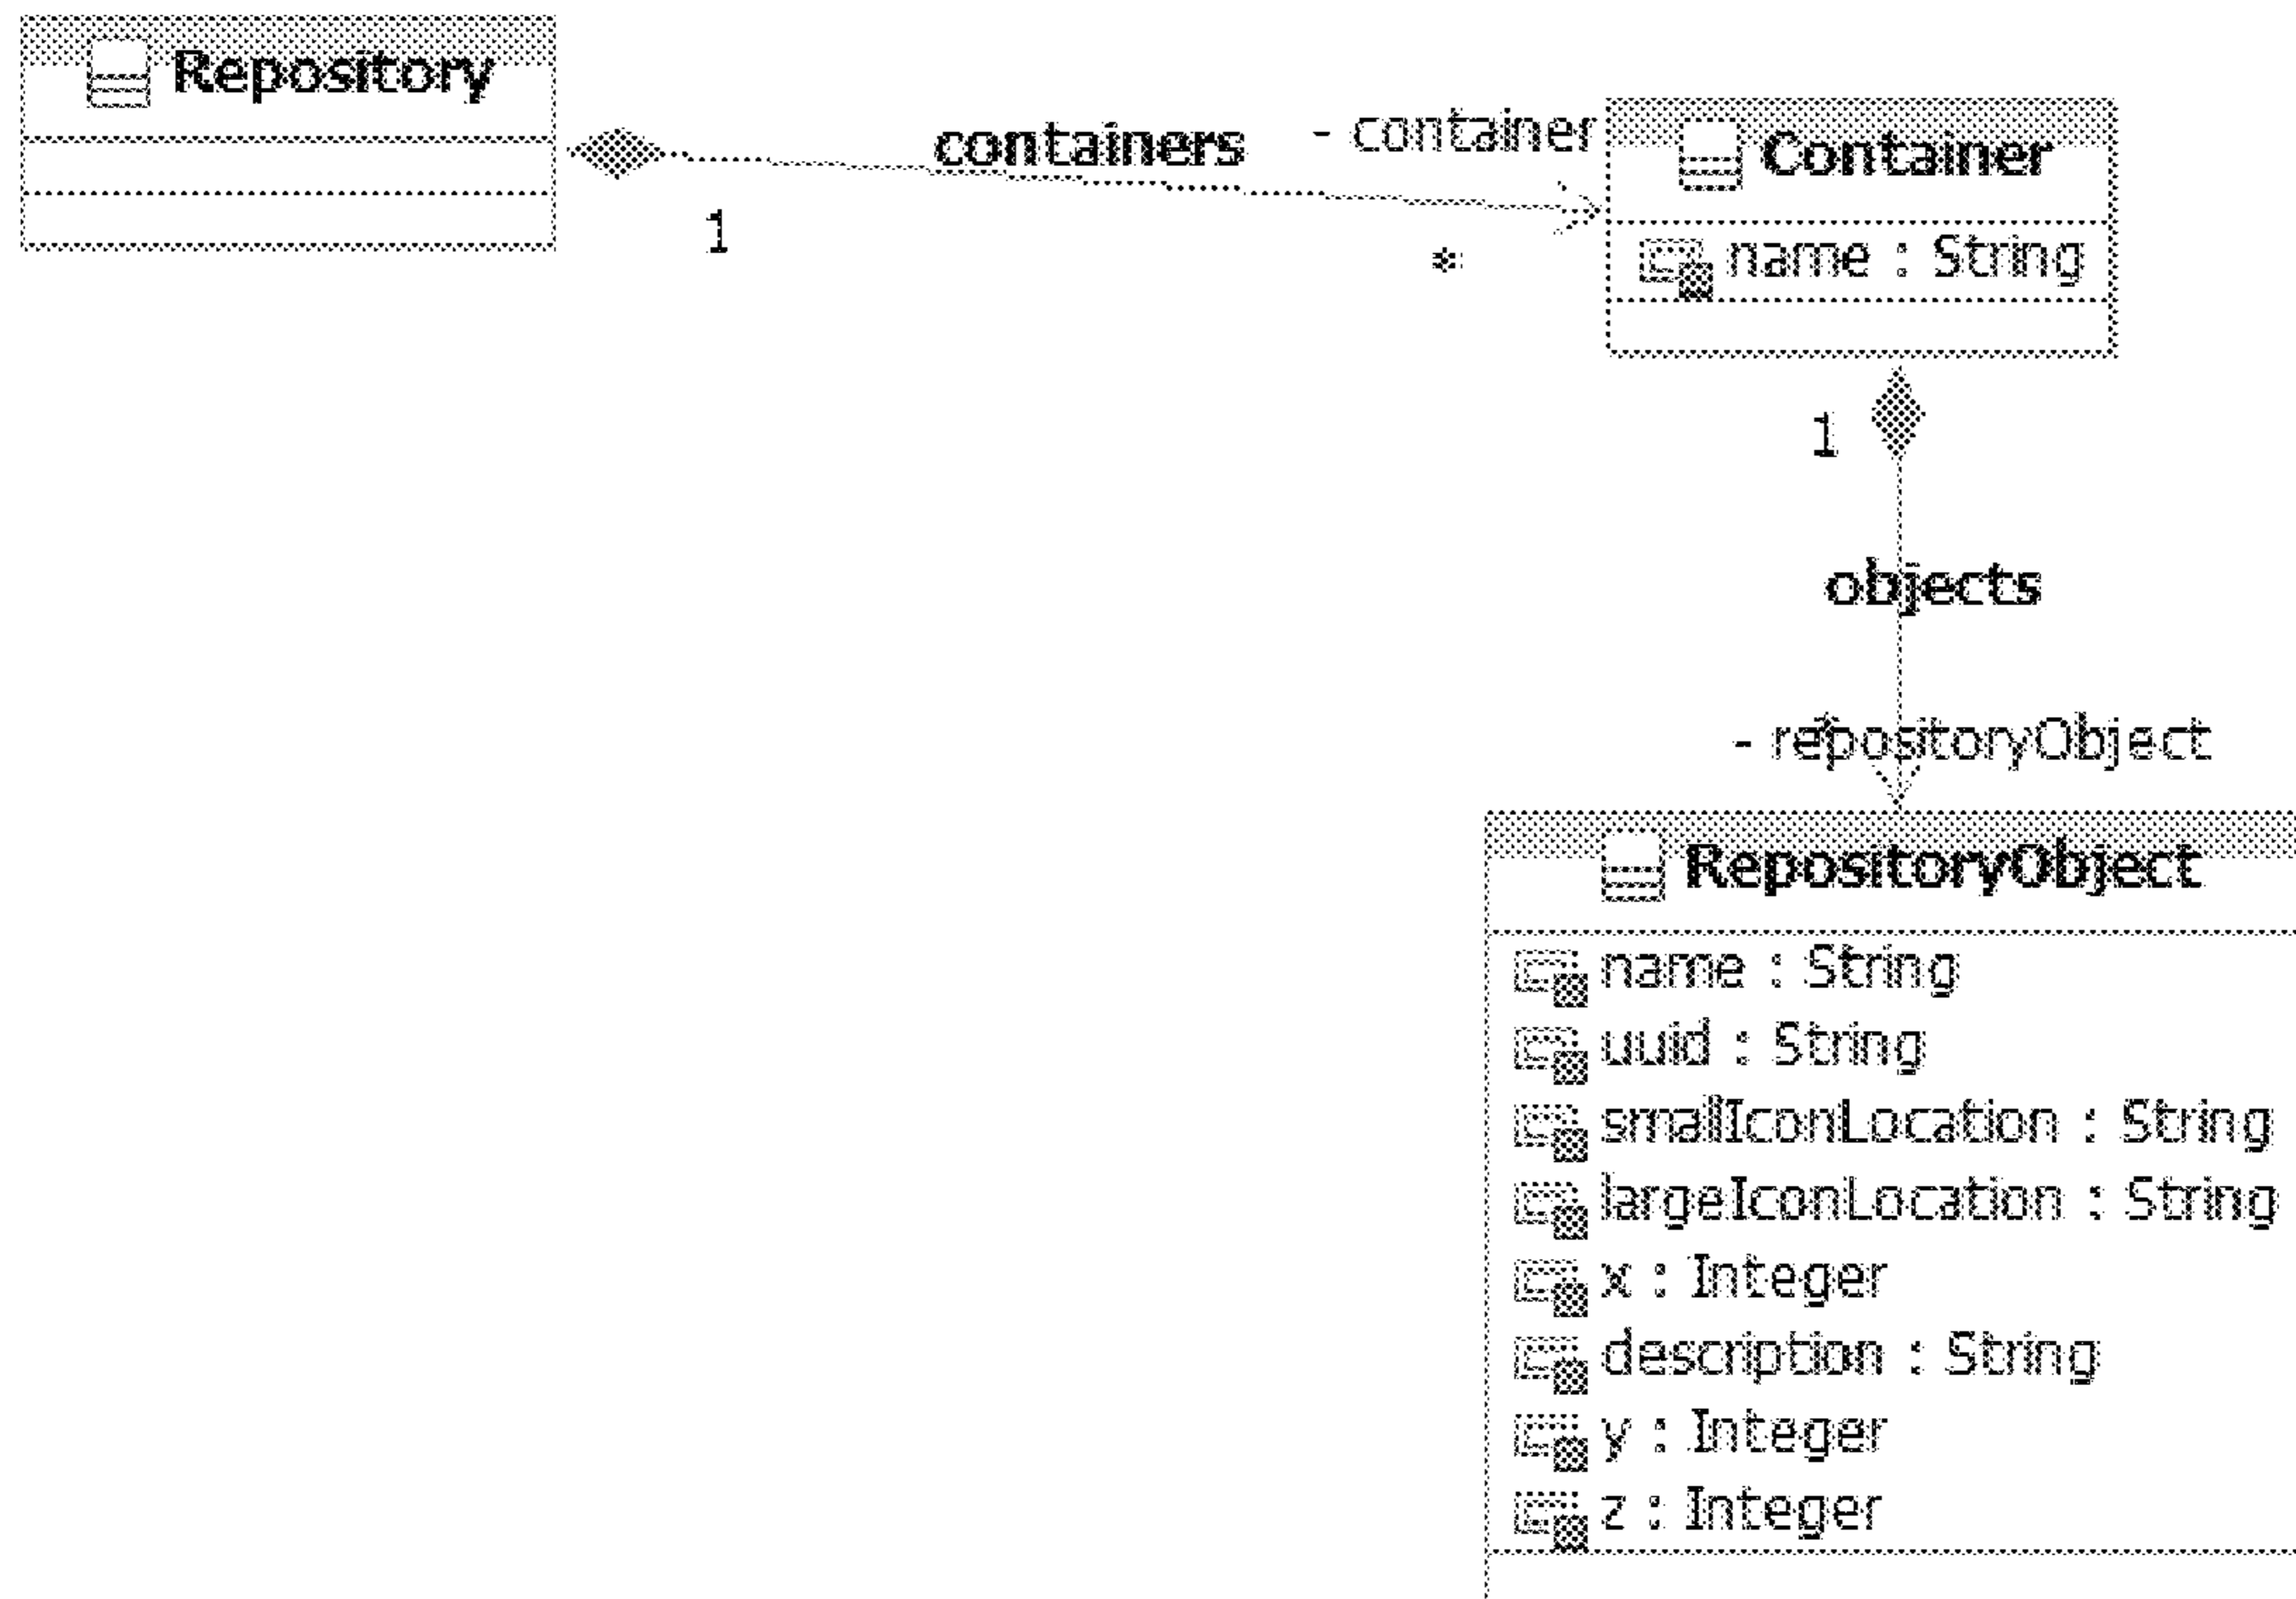 Repository
containers
- container
1
*
Container
name : String
1
objects
*
- repositoryObject
RepositoryObject
name : String
uuid : String
smallIconLocation : String
largeIconLocation : String
x : Integer
description : String
y : Integer
z : Integer